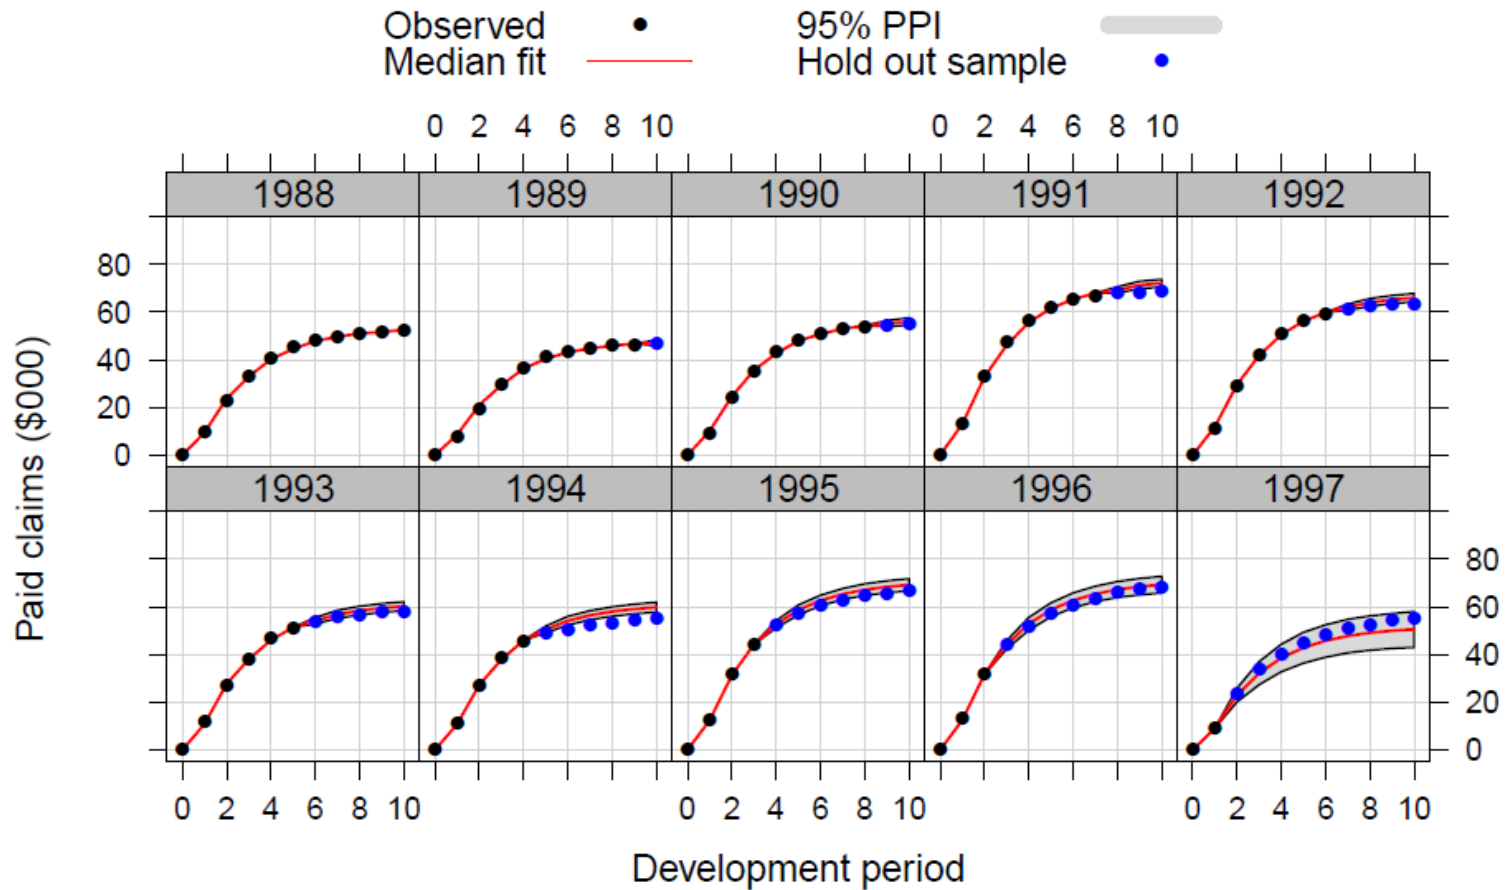 Observed 95% PPI
Median fit Hold out sample
0 2 4 6 8 10 0 2 4 6 8 10
1988 1989 1990 1991 1992
80
60
40
20
0
Paid claims ($000)
1993 1994 1995 1996 1997
80
60
40
20
0
0 2 4 6 8 10 0 2 4 6 8 10 0 2 4 6 8 10
Development period